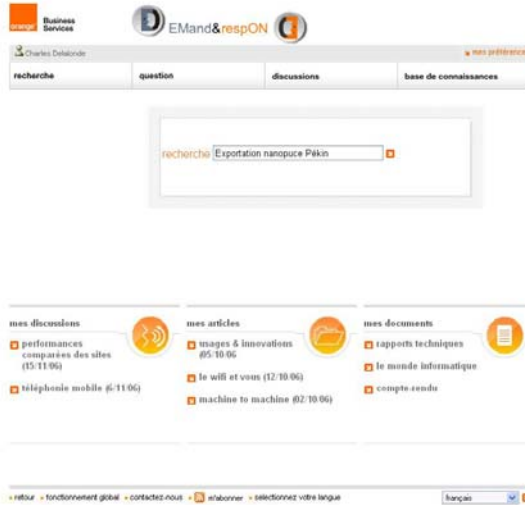 orange
Business
Services
DEMand&respON
Charles Delalonde
mes préférence
recherche question discussions base de connaissances
recherche Exportation nanopuce Pékin
mes discussions
performances
comparées des sites
(15/11/06)
téléphonie mobile (6/11/06)
mes articles
usages & innovations
(05/10/06
le wifi et vous (12/10/06)
machine to machine (02/10/06)
mes documents
rapports techniques
le monde informatique
compte-rendu
retour fonctionnement global contactez-nous m'abonner selectionnez votre langue français